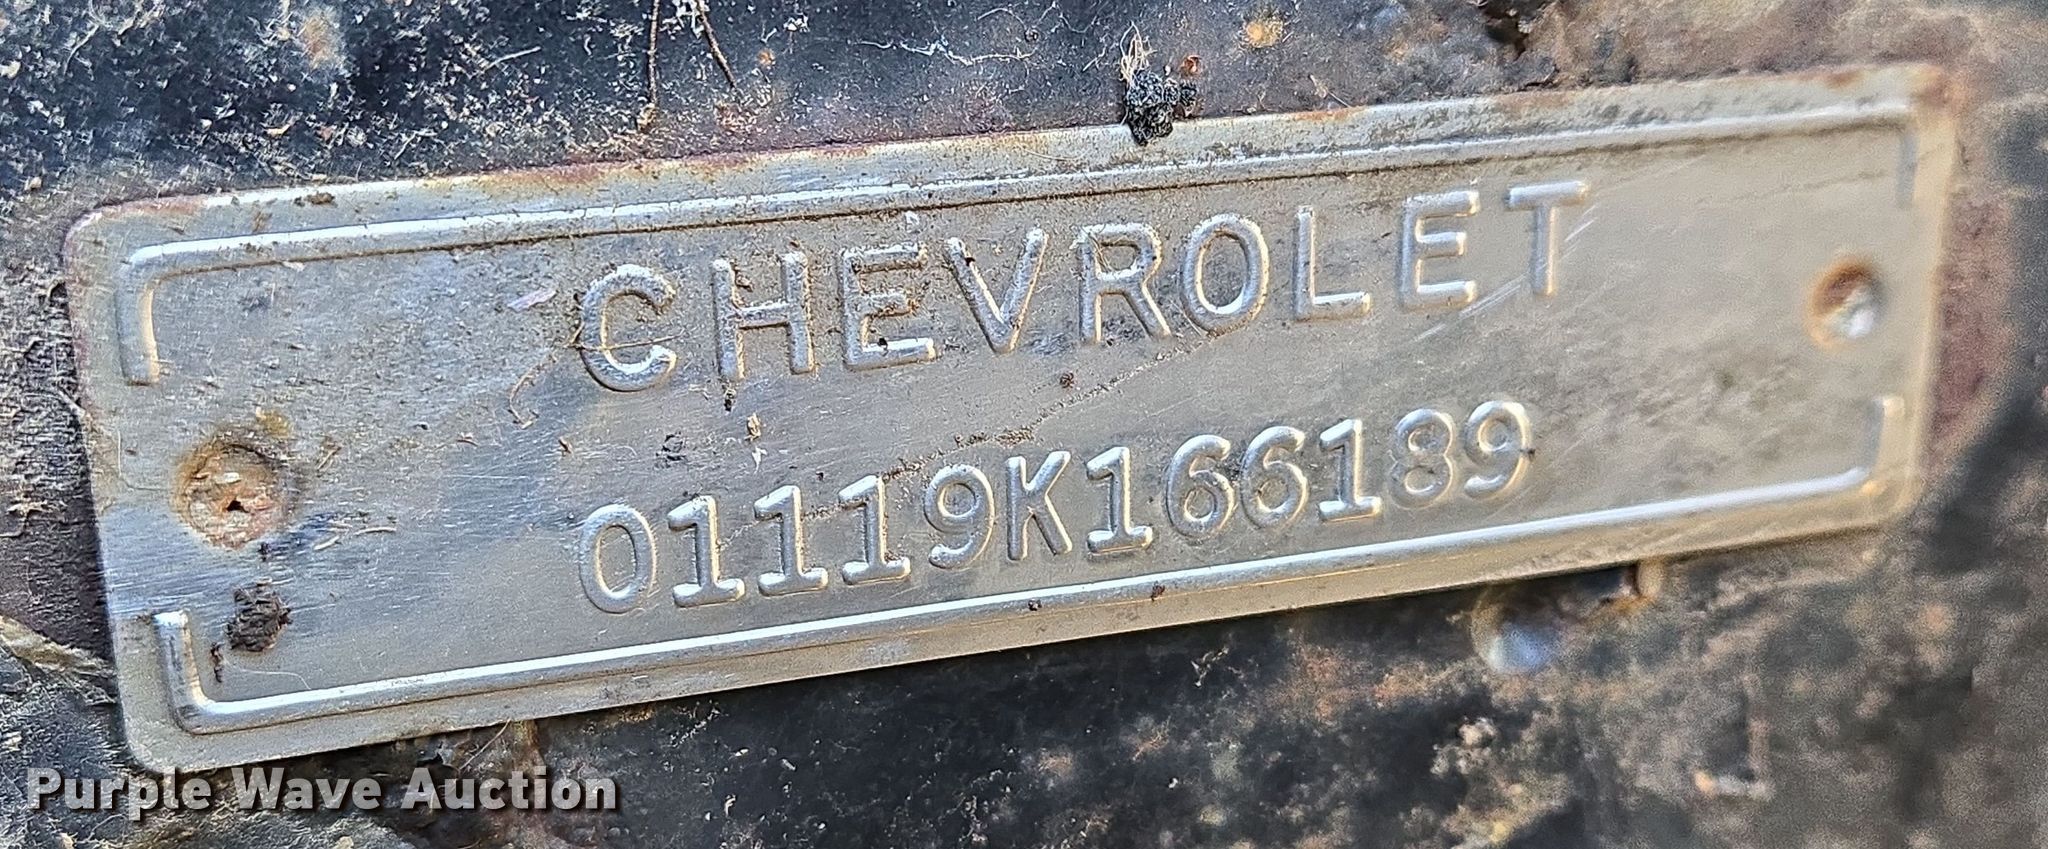 CHEVROLET
01119K166189
Purple Wave Auction